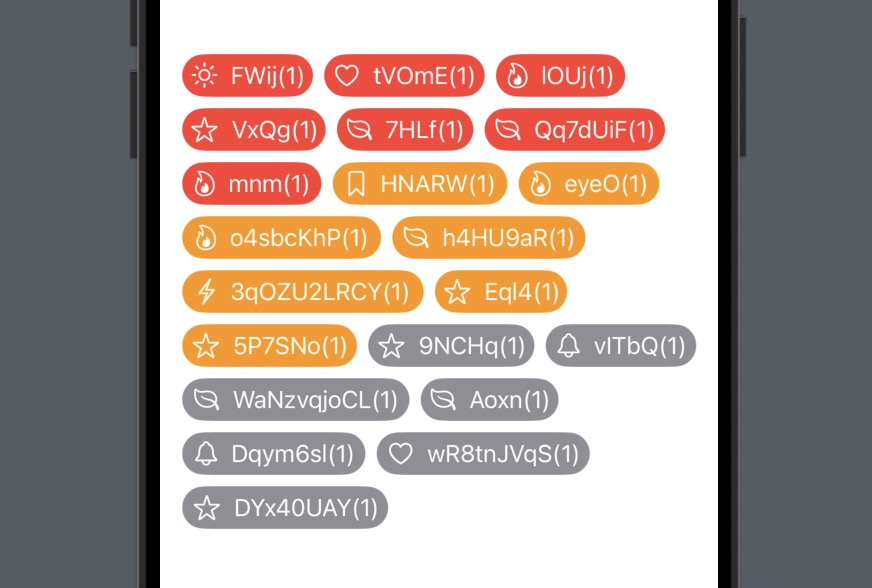 FWij(1) tVOmE(1) lOUj(1)
VxQg(1) 7HLf(1) Qq7dUiF(1)
mnm(1) HNARW(1) eyeO(1)
o4sbcKhP(1) h4HU9aR(1)
3qOZU2LRCY(1) Eql4(1)
5P7SNo(1) 9NCHq(1) vITbQ(1)
WaNzvqjoCL(1) Aoxn(1)
Dqym6sl(1) wR8tnJVqS(1)
DYx40UAY(1)